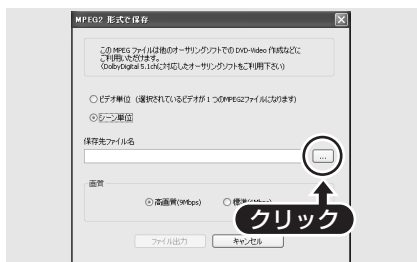 MPEG2 形式で保存
このMPEGファイルは他のオーサリングソフトでのDVD-Video作成などに
ご利用いただけます。
(DolbyDigital 5.1chに対応したオーサリングソフトをご利用下さい)
ビデオ単位 (選択されているビデオが1つのMPEG2ファイルになります)
シーン単位
保存先ファイル名
...
画質
高画質(9Mbps) 標準
クリック
ファイル出力 キャンセル